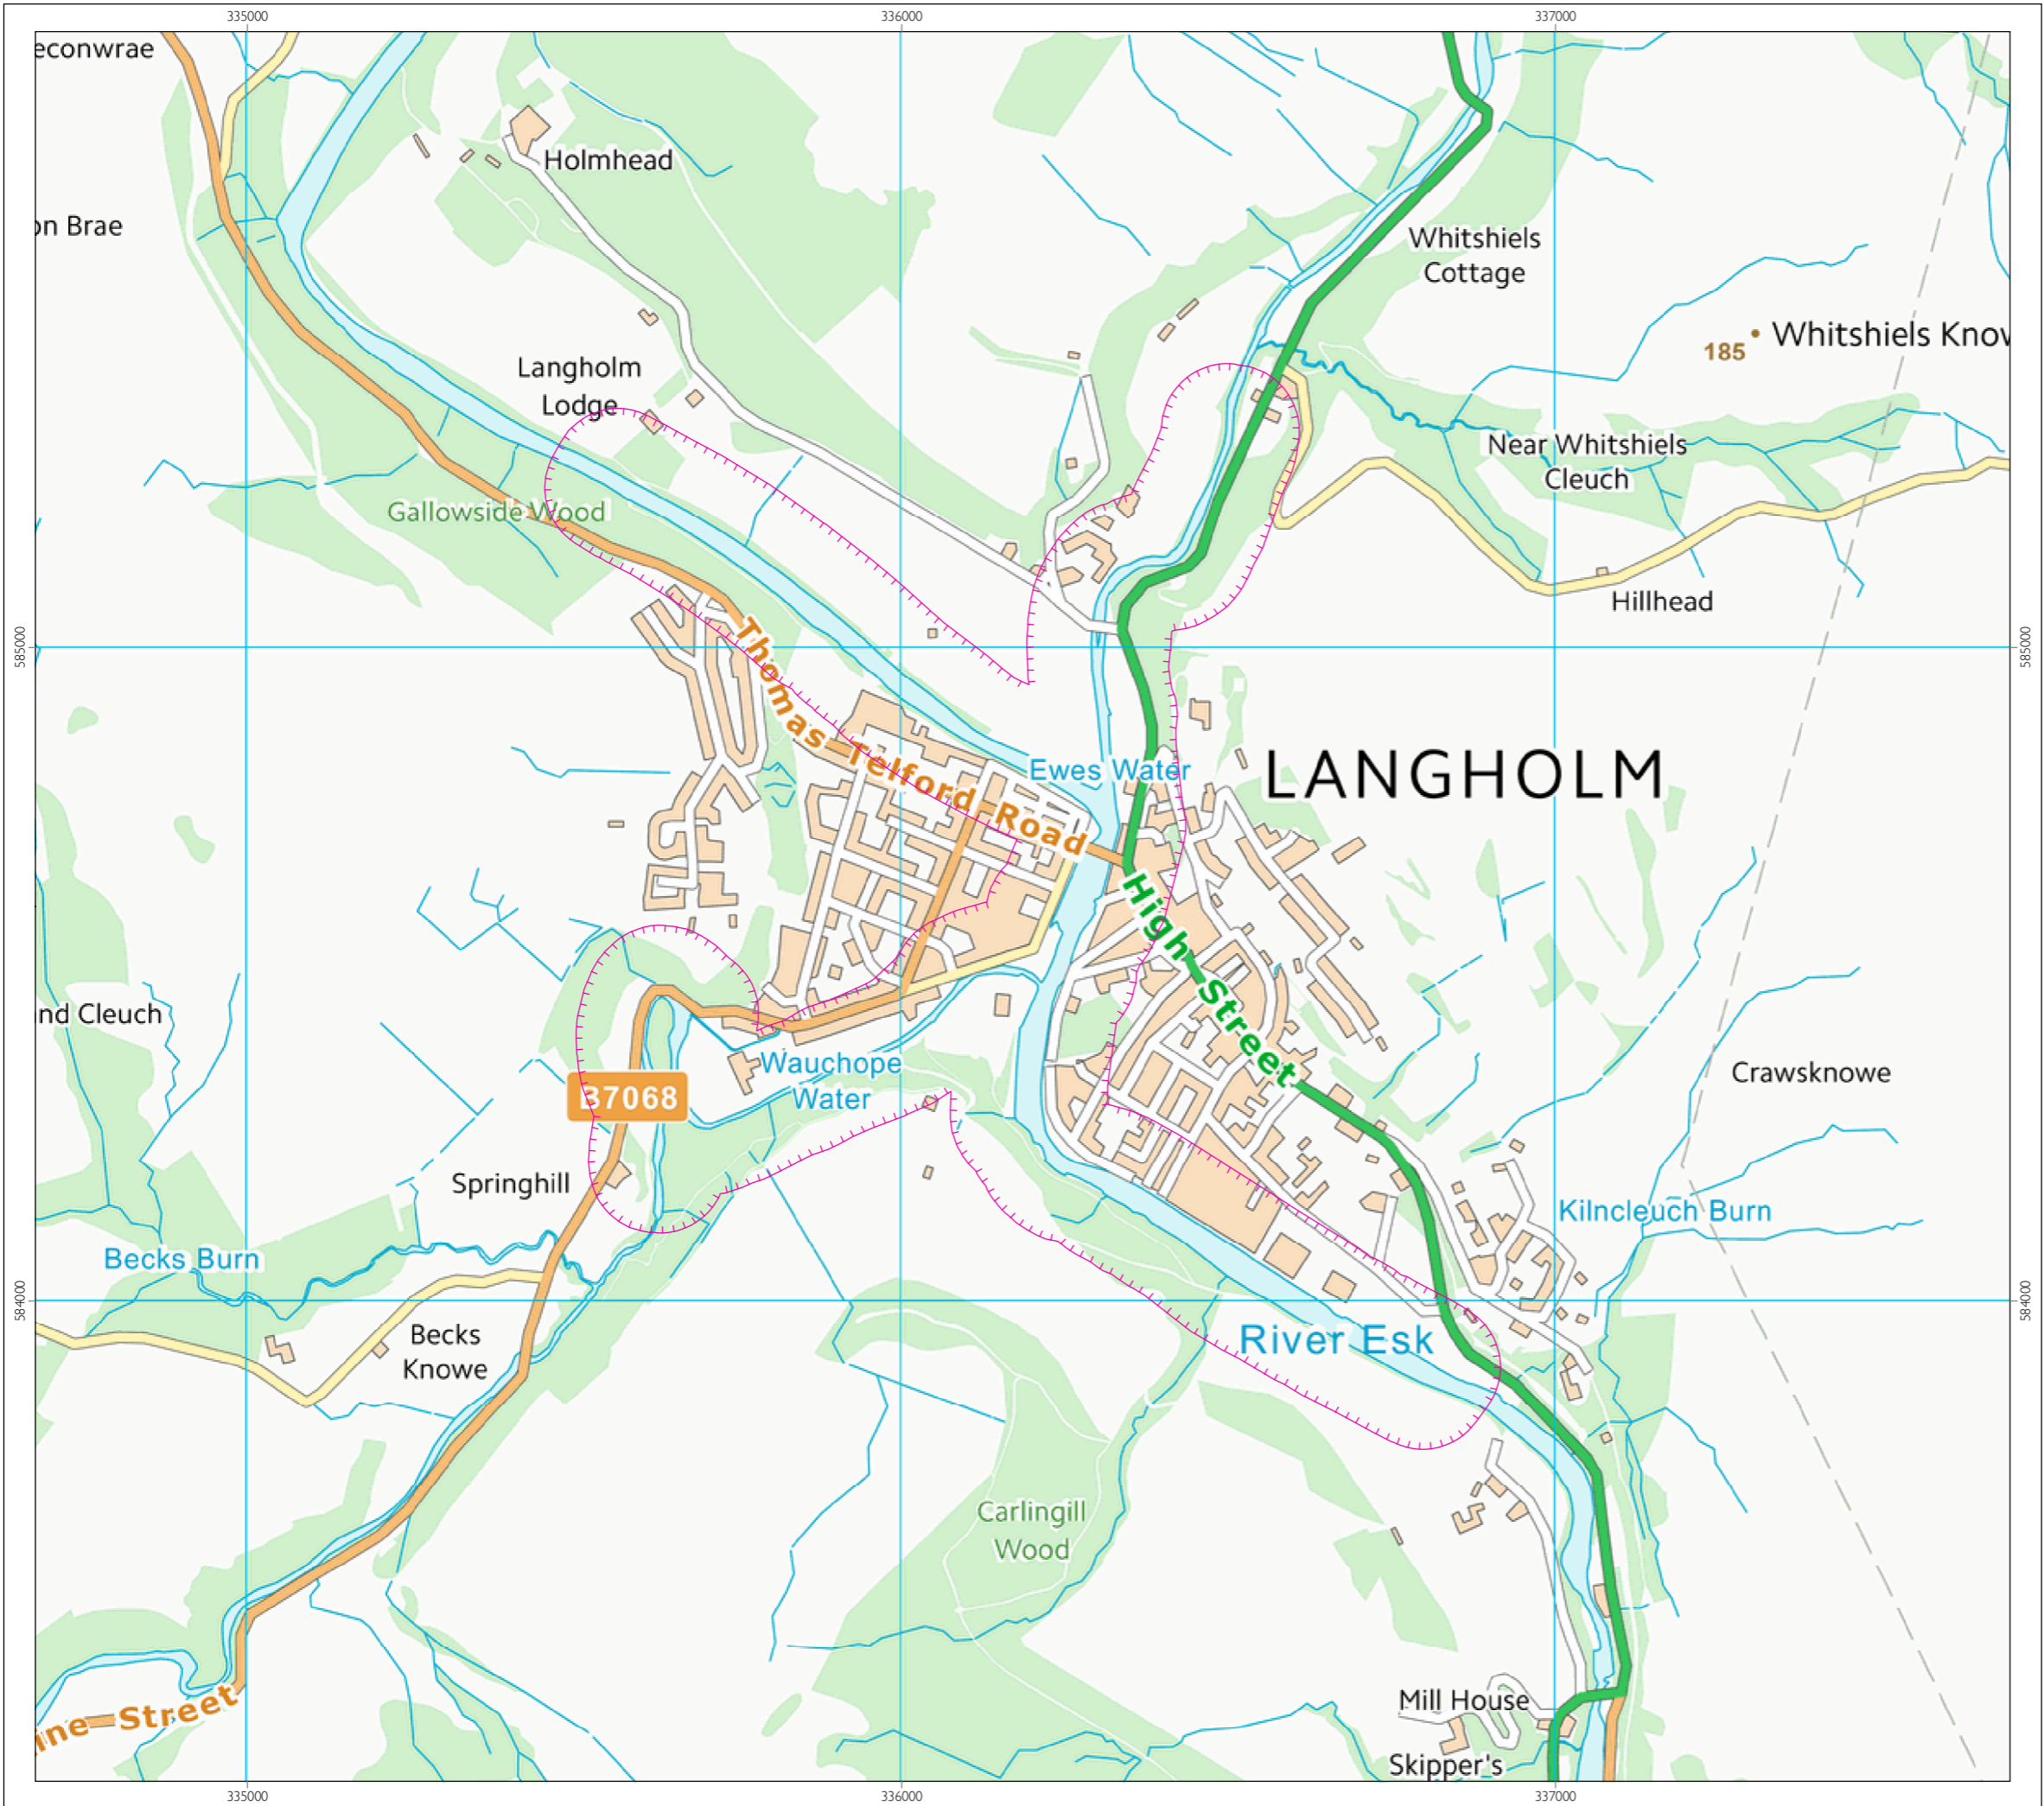 335000
336000
337000
econwrae
Holmhead
on Brae
Whitshiels
Cottage
185
Whitshiels Know
Langholm
Lodge
Near Whitshiels
Cleuch
Gallowside Wood
Hillhead
585000
585000
Thomas Telford Road
Ewes Water
LANGHOLM
High Street
nd Cleuch
Wauchope
Water
Crawsknowe
B7068
Springhill
Kilncleuch Burn
Becks Burn
584000
584000
River Esk
Becks
Knowe
Carlingill
Wood
Mill House
ine Street
Skipper's
335000
336000
337000